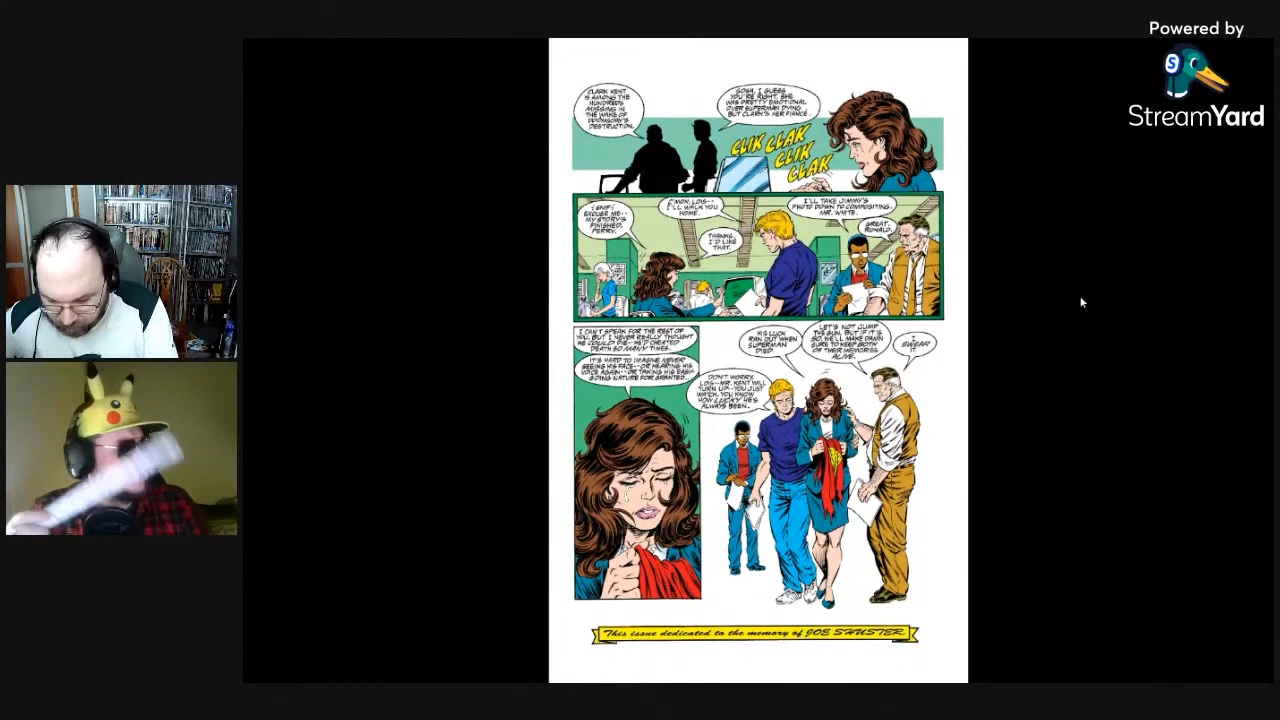 Powered by
StreamYard
CLARK KENT
IS AMONG THE
HUNDREDS
MISSING IN
THE WAKE OF
DOOMSDAY'S
DESTRUCTION.
GOSH, I GUESS
YOU'RE RIGHT. SHE
WAS PRETTY EMOTIONAL
OVER SUPERMAN DYING
BUT CLARK'S HER FIANCÉ.
CLIK CLAK
CLIK
CLAK
¡SNIF!
EXCUSE ME--
MY STORY'S
FINISHED,
PERRY.
C'MON, LOIS--
I'LL WALK YOU
HOME.
THANKS.
I'D LIKE
THAT.
I'LL TAKE JIMMY'S
PHOTO DOWN TO COMPOSITING,
MR. WHITE.
GREAT,
RONALD.
I CAN'T SPEAK FOR THE REST OF
YOU, BUT I NEVER REALLY THOUGHT
HE COULD DIE--HE'D CHEATED
DEATH SO MANY TIMES.
IT'S HARD TO IMAGINE NEVER
SEEING HIS FACE--OR HEARING HIS
VOICE AGAIN--OR TAKING HIS EASY-
GOING NATURE FOR GRANTED.
DON'T WORRY,
LOIS--MR. KENT WILL
TURN UP--YOU JUST
WATCH. YOU KNOW
HOW LUCKY HE'S
ALWAYS BEEN.
HIS LUCK
RAN OUT WHEN
SUPERMAN
DIED.
LET'S NOT JUMP
THE GUN, BUT IF IT IS
SO, WE'LL MAKE DAMN
SURE TO KEEP BOTH
OF THEIR MEMORIES
ALIVE.
I
SWEAR
IT.
This issue dedicated to the memory of JOE SHUSTER.